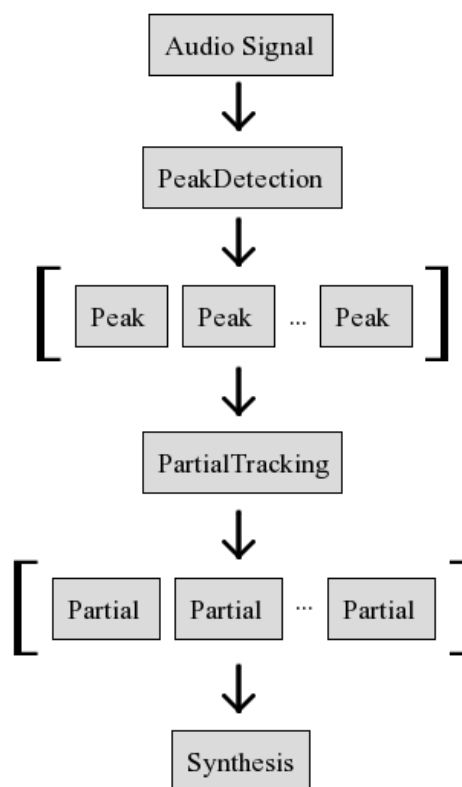 Audio Signal
PeakDetection
Peak Peak ... Peak
PartialTracking
Partial Partial ... Partial
Synthesis